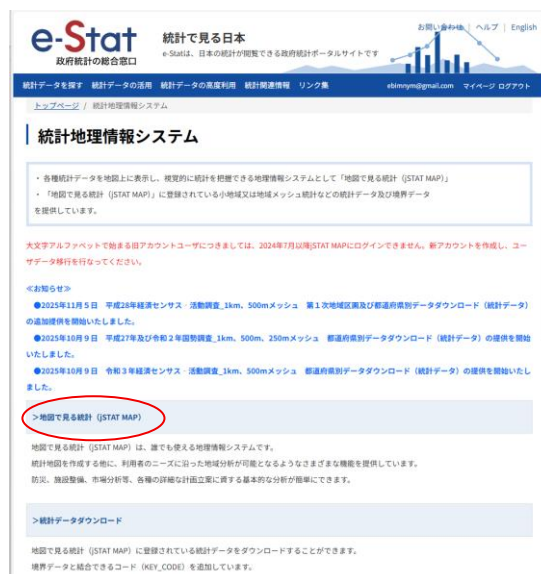 e-Stat
政府統計の総合窓口
統計で見る日本
e-Statは、日本の統計が閲覧できる政府統計ポータルサイトです
お問い合わせ | ヘルプ | English
統計データを探す 統計データの活用 統計データの高度利用 統計関連情報 リンク集
ebimnym@gmail.com マイページ ログアウト
トップページ / 統計地理情報システム
統計地理情報システム
・各種統計データを地図上に表示し、視覚的に統計を把握できる地理情報システムとして「地図で見る統計（jSTAT MAP）」
・「地図で見る統計（jSTAT MAP）」に登録されている小地域又は地域メッシュ統計などの統計データ及び境界データ
を提供しています。
大文字アルファベットで始まる旧アカウントユーザにつきましては、2024年7月以降jSTAT MAPにログインできません。新アカウントを作成し、ユー
ザデータ移行を行なってください。
≪お知らせ≫
●2025年11月5日 平成28年経済センサス‐活動調査_1km、500mメッシュ 第１次地域区画及び都道府県別データダウンロード（統計データ）
の追加提供を開始いたしました。
●2025年10月9日 平成27年及び令和２年国勢調査_1km、500m、250mメッシュ 都道府県別データダウンロード（統計データ）の提供を開始
いたしました。
●2025年10月9日 令和３年経済センサス‐活動調査_1km、500mメッシュ 都道府県別データダウンロード（統計データ）の提供を開始いたし
ました。
＞地図で見る統計（jSTAT MAP）
地図で見る統計（jSTAT MAP）は、誰でも使える地理情報システムです。
統計地図を作成する他に、利用者のニーズに沿った地域分析が可能となるようなさまざまな機能を提供しています。
防災、施設整備、市場分析等、各種の詳細な計画立案に資する基本的な分析が簡単にできます。
＞統計データダウンロード
地図で見る統計（jSTAT MAP）に登録されている統計データをダウンロードすることができます。
境界データと結合できるコード（KEY_CODE）を追加しています。